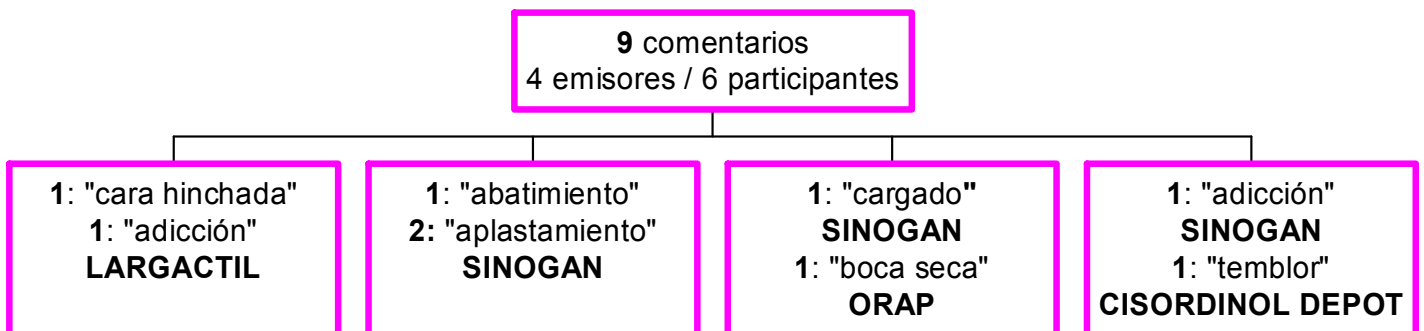 9 comentarios
4 emisores / 6 participantes
1: "cara hinchada"
1: "adicción"
LARGACTIL
1: "abatimiento"
2: "aplastamiento"
SINOGAN
1: "cargado"
SINOGAN
1: "boca seca"
ORAP
1: "adicción"
SINOGAN
1: "temblor"
CISORDINOL DEPOT